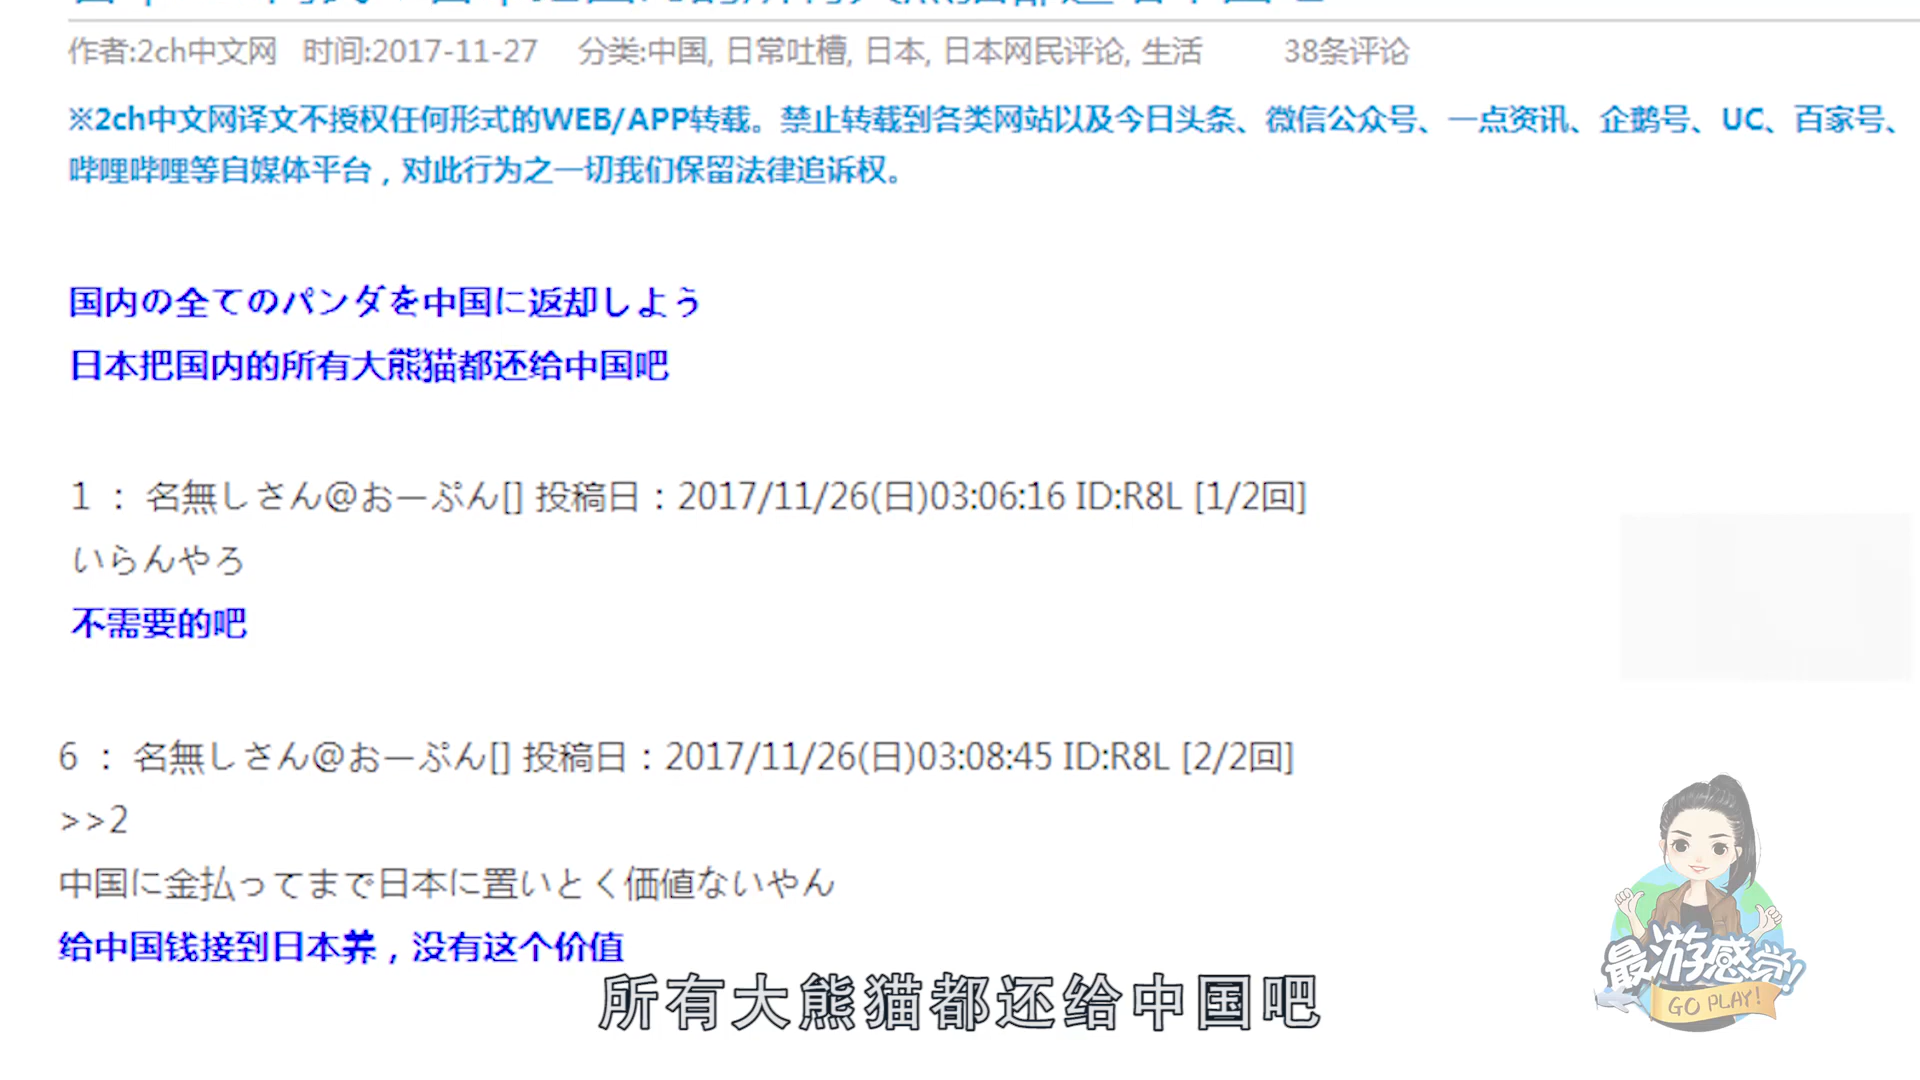 作者:2ch中文网 时间:2017-11-27 分类:中国, 日常吐槽, 日本, 日本网民评论, 生活 38条评论
※2ch中文网译文不授权任何形式的WEB/APP转载。禁止转载到各类网站以及今日头条、微信公众号、一点资讯、企鹅号、UC、百家号、
哔哩哔哩等自媒体平台，对此行为之一切我们保留法律追诉权。
国内の全てのパンダを中国に返却しよう
日本把国内的所有大熊猫都还给中国吧
1 ： 名無しさん@おーぷん[] 投稿日：2017/11/26(日)03:06:16 ID:R8L [1/2回]
いらんやろ
不需要的吧
6 ： 名無しさん@おーぷん[] 投稿日：2017/11/26(日)03:08:45 ID:R8L [2/2回]
>>2
中国に金払ってまで日本に置いとく価値ないやん
给中国钱接到日本养，没有这个价值
所有大熊猫都还给中国吧
最游感觉!
GO PLAY!